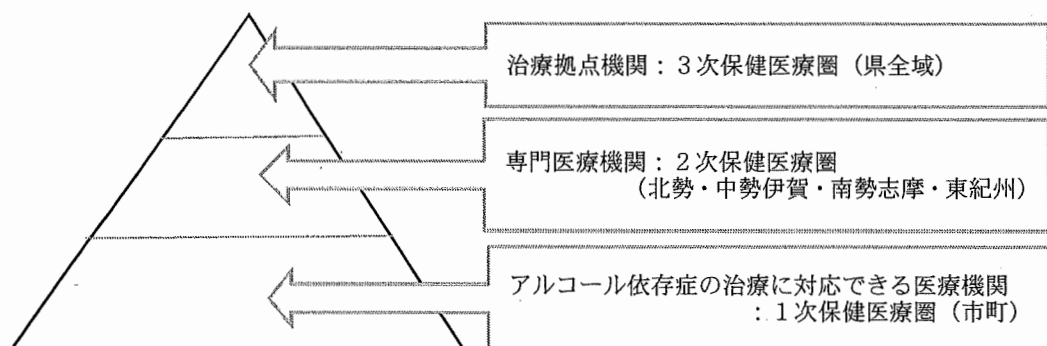 治療拠点機関：３次保健医療圏（県全域）
専門医療機関：２次保健医療圏
（北勢・中勢伊賀・南勢志摩・東紀州）
アルコール依存症の治療に対応できる医療機関
：１次保健医療圏（市町）